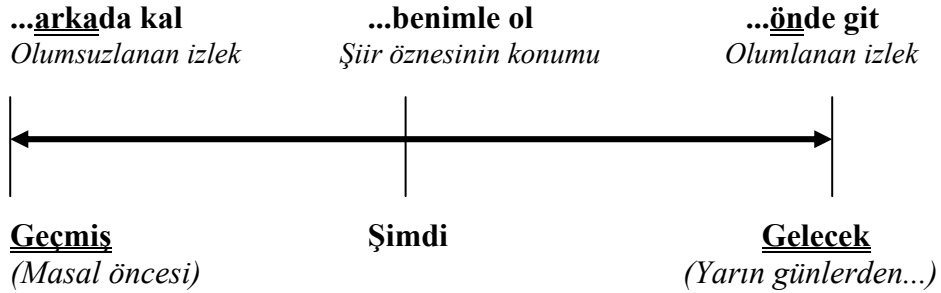 ...arkada kal ...benimle ol ...önde git
Olumsuzlanan izlek Şiir öznesinin konumu Olumlanan izlek
Geçmiş Şimdi Gelecek
(Masal öncesi) (Yarın günlerden...)